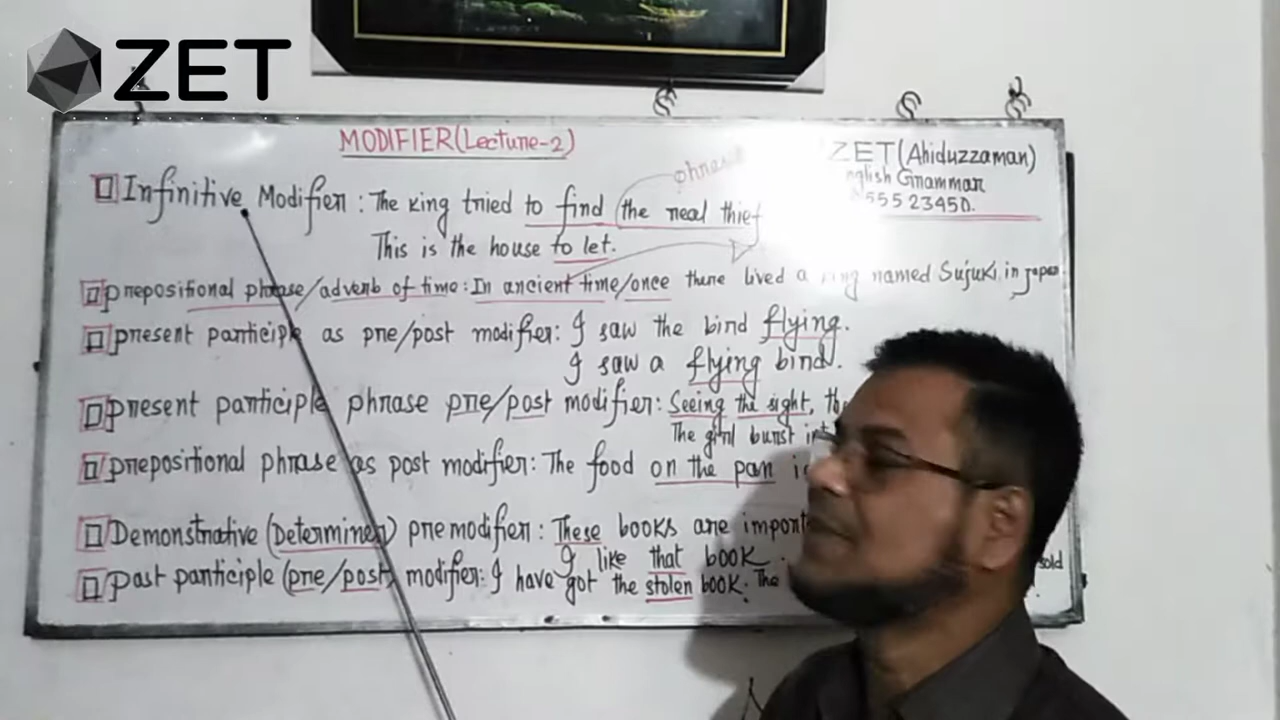 ZET
MODIFIER (Lecture-2)
ZET (Ahiduzzaman)
English Grammar
55523450.
phrase
Infinitive Modifier : The king tried to find the real thief
This is the house to let.
prepositional phrase/adverb of time : In ancient time/once there lived a king named Sujuki in japan
present participle as pre/post modifier : I saw the bird flying.
I saw a flying bird.
present participle phrase pre/post modifier : Seeing the sight,
The girl burst
prepositional phrase as post modifier : The food on the pan
Demonstrative (Determiner) premodifier : These books are
I like that book.
Past participle (pre/post) modifier : I have got the stolen book. The
sold